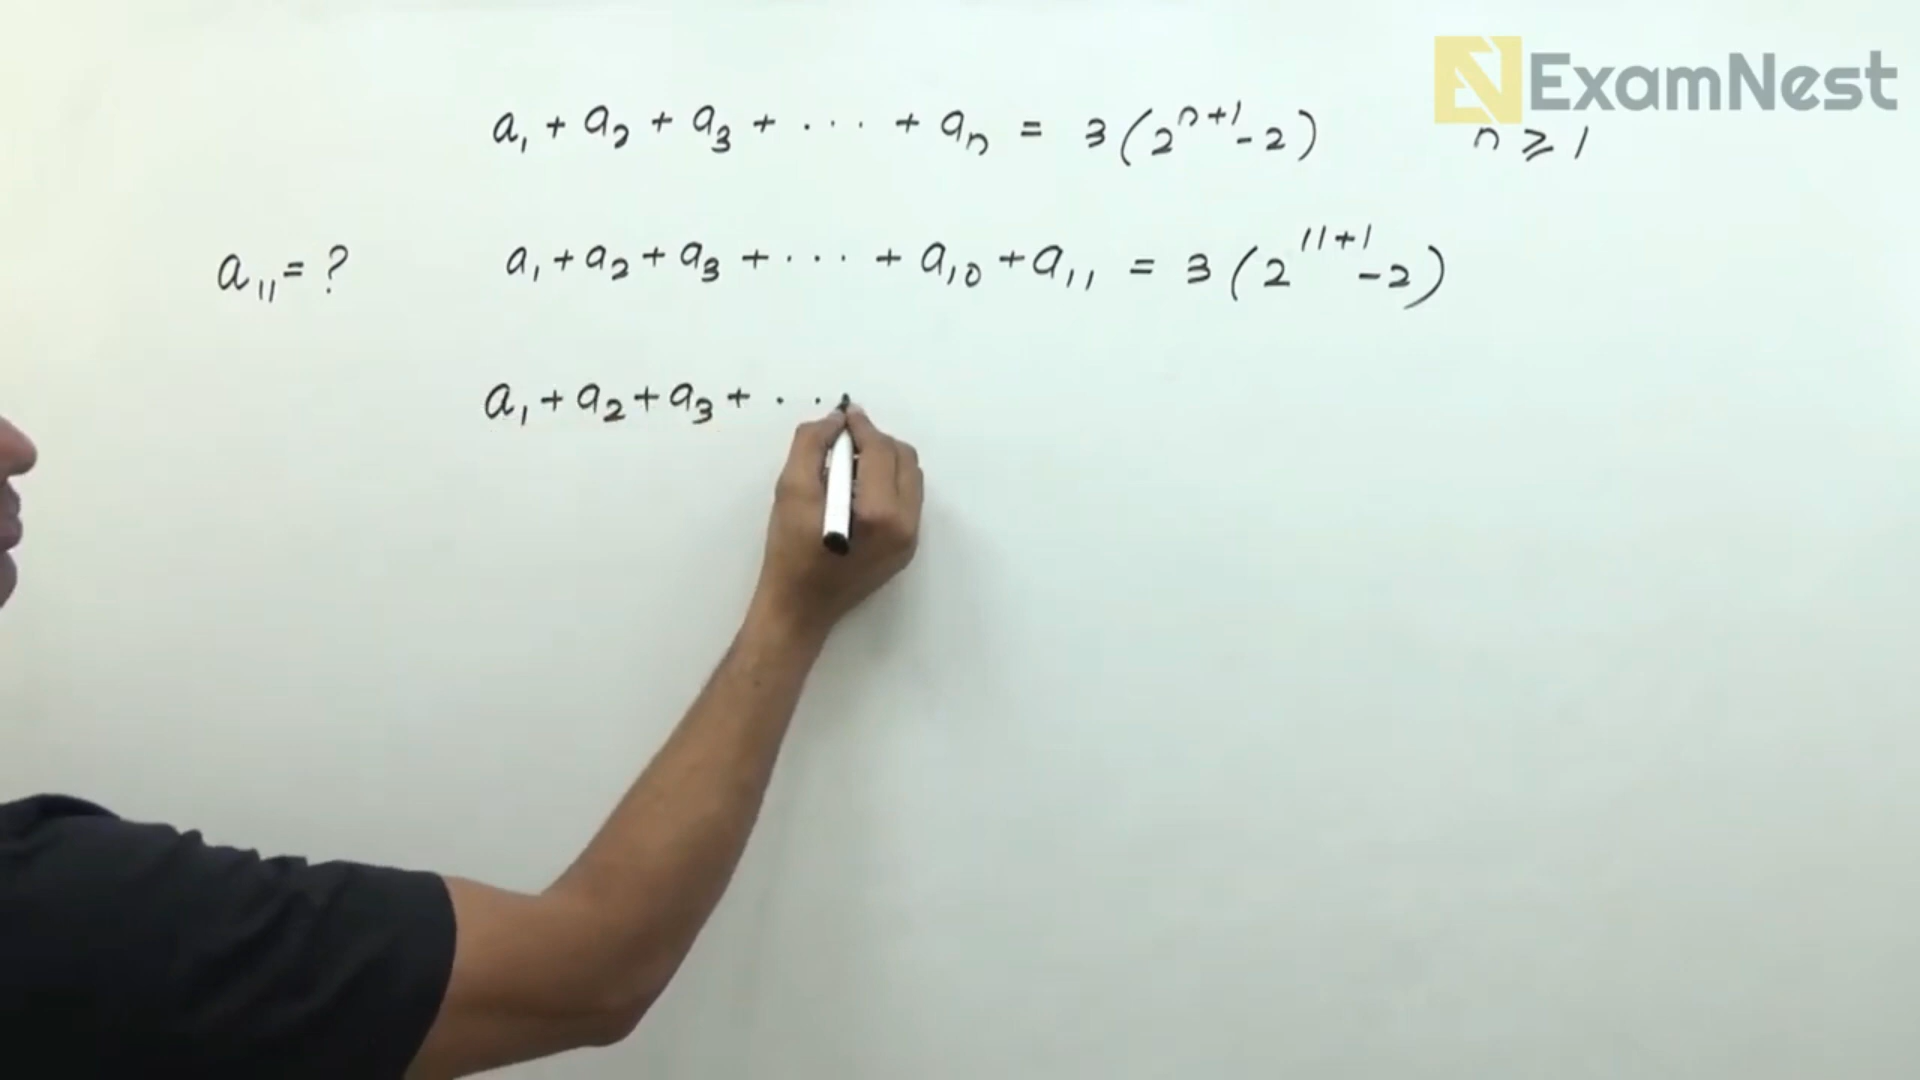 ExamNest
a₁ + a₂ + a₃ + ... + aₙ = 3(2ⁿ⁺¹-2) n ≥ 1
a₁₁ = ? a₁ + a₂ + a₃ + ... + a₁₀ + a₁₁ = 3(2¹¹⁺¹-2)
a₁ + a₂ + a₃ + ...